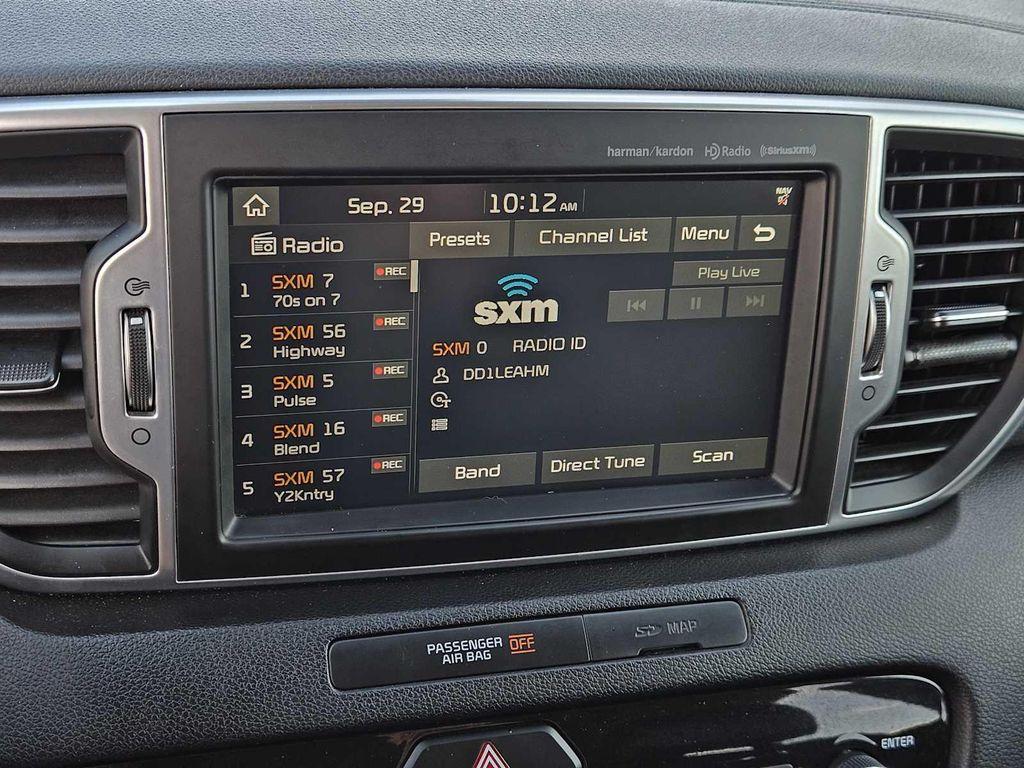 harman/kardon HD Radio ((SiriusXM))
Sep. 29 10:12 AM NAV
Radio Presets Channel List Menu
1 SXM 7 REC
70s on 7
2 SXM 56 REC
Highway
3 SXM 5 REC
Pulse
4 SXM 16 REC
Blend
5 SXM 57 REC
Y2Kntry
Play Live
sxm
SXM 0 RADIO ID
DD1LEAHM
Band Direct Tune Scan
PASSENGER OFF
AIR BAG
SD MAP
ENTER